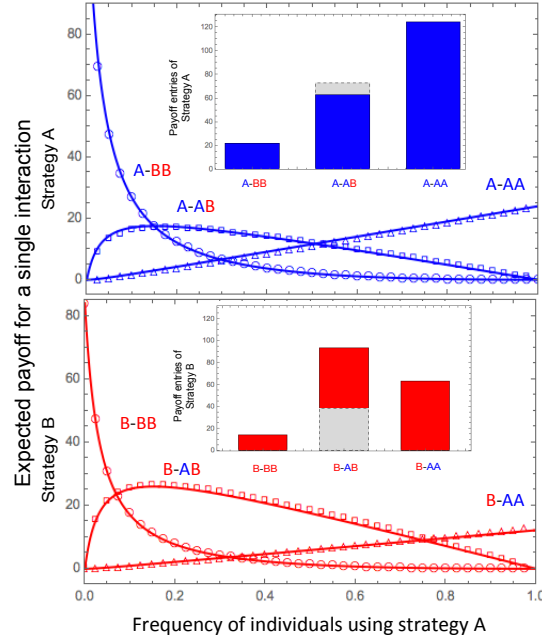 Expected payoff for a single interaction
Strategy A
80
60
40
20
0
A-BB
A-AB
A-AA
Payoff entries of
Strategy A
120
100
80
60
40
20
0
A-BB
A-AB
A-AA
Strategy B
80
60
40
20
0
B-BB
B-AB
B-AA
Payoff entries of
Strategy B
120
100
80
60
40
20
0
B-BB
B-AB
B-AA
0.0 0.2 0.4 0.6 0.8 1.0
Frequency of individuals using strategy A